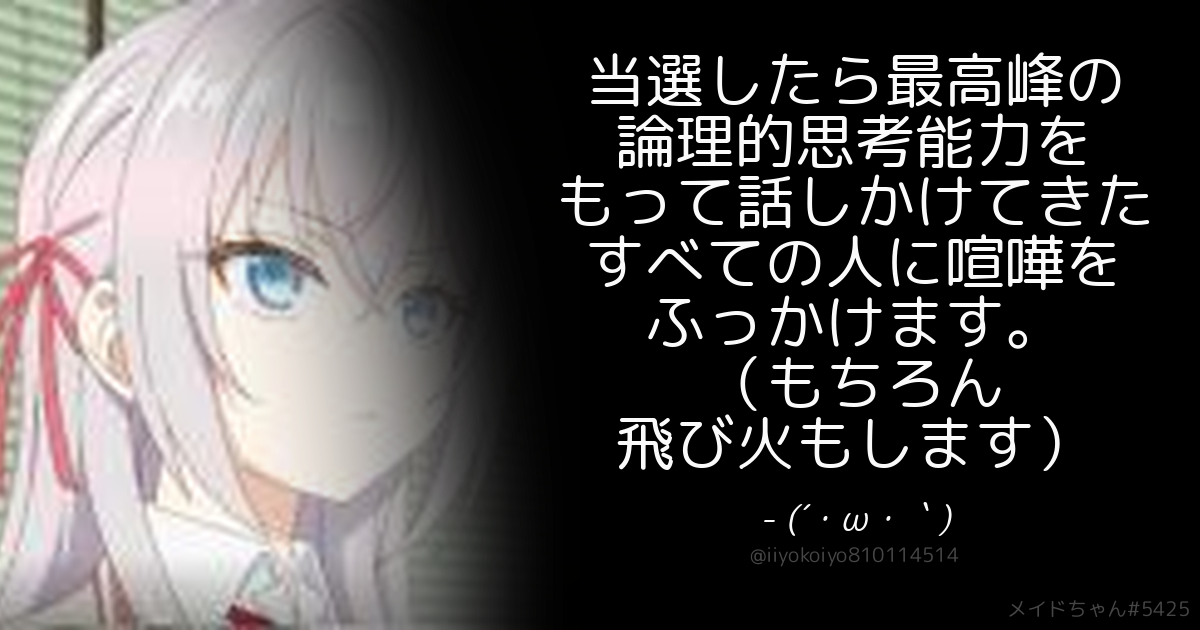 当選したら最高峰の
論理的思考能力を
もって話しかけてきた
すべての人に喧嘩を
ふっかけます。
（もちろん
飛び火もします）
- (´・ω・｀)
@iiyokoiyo810114514
メイドちゃん#5425